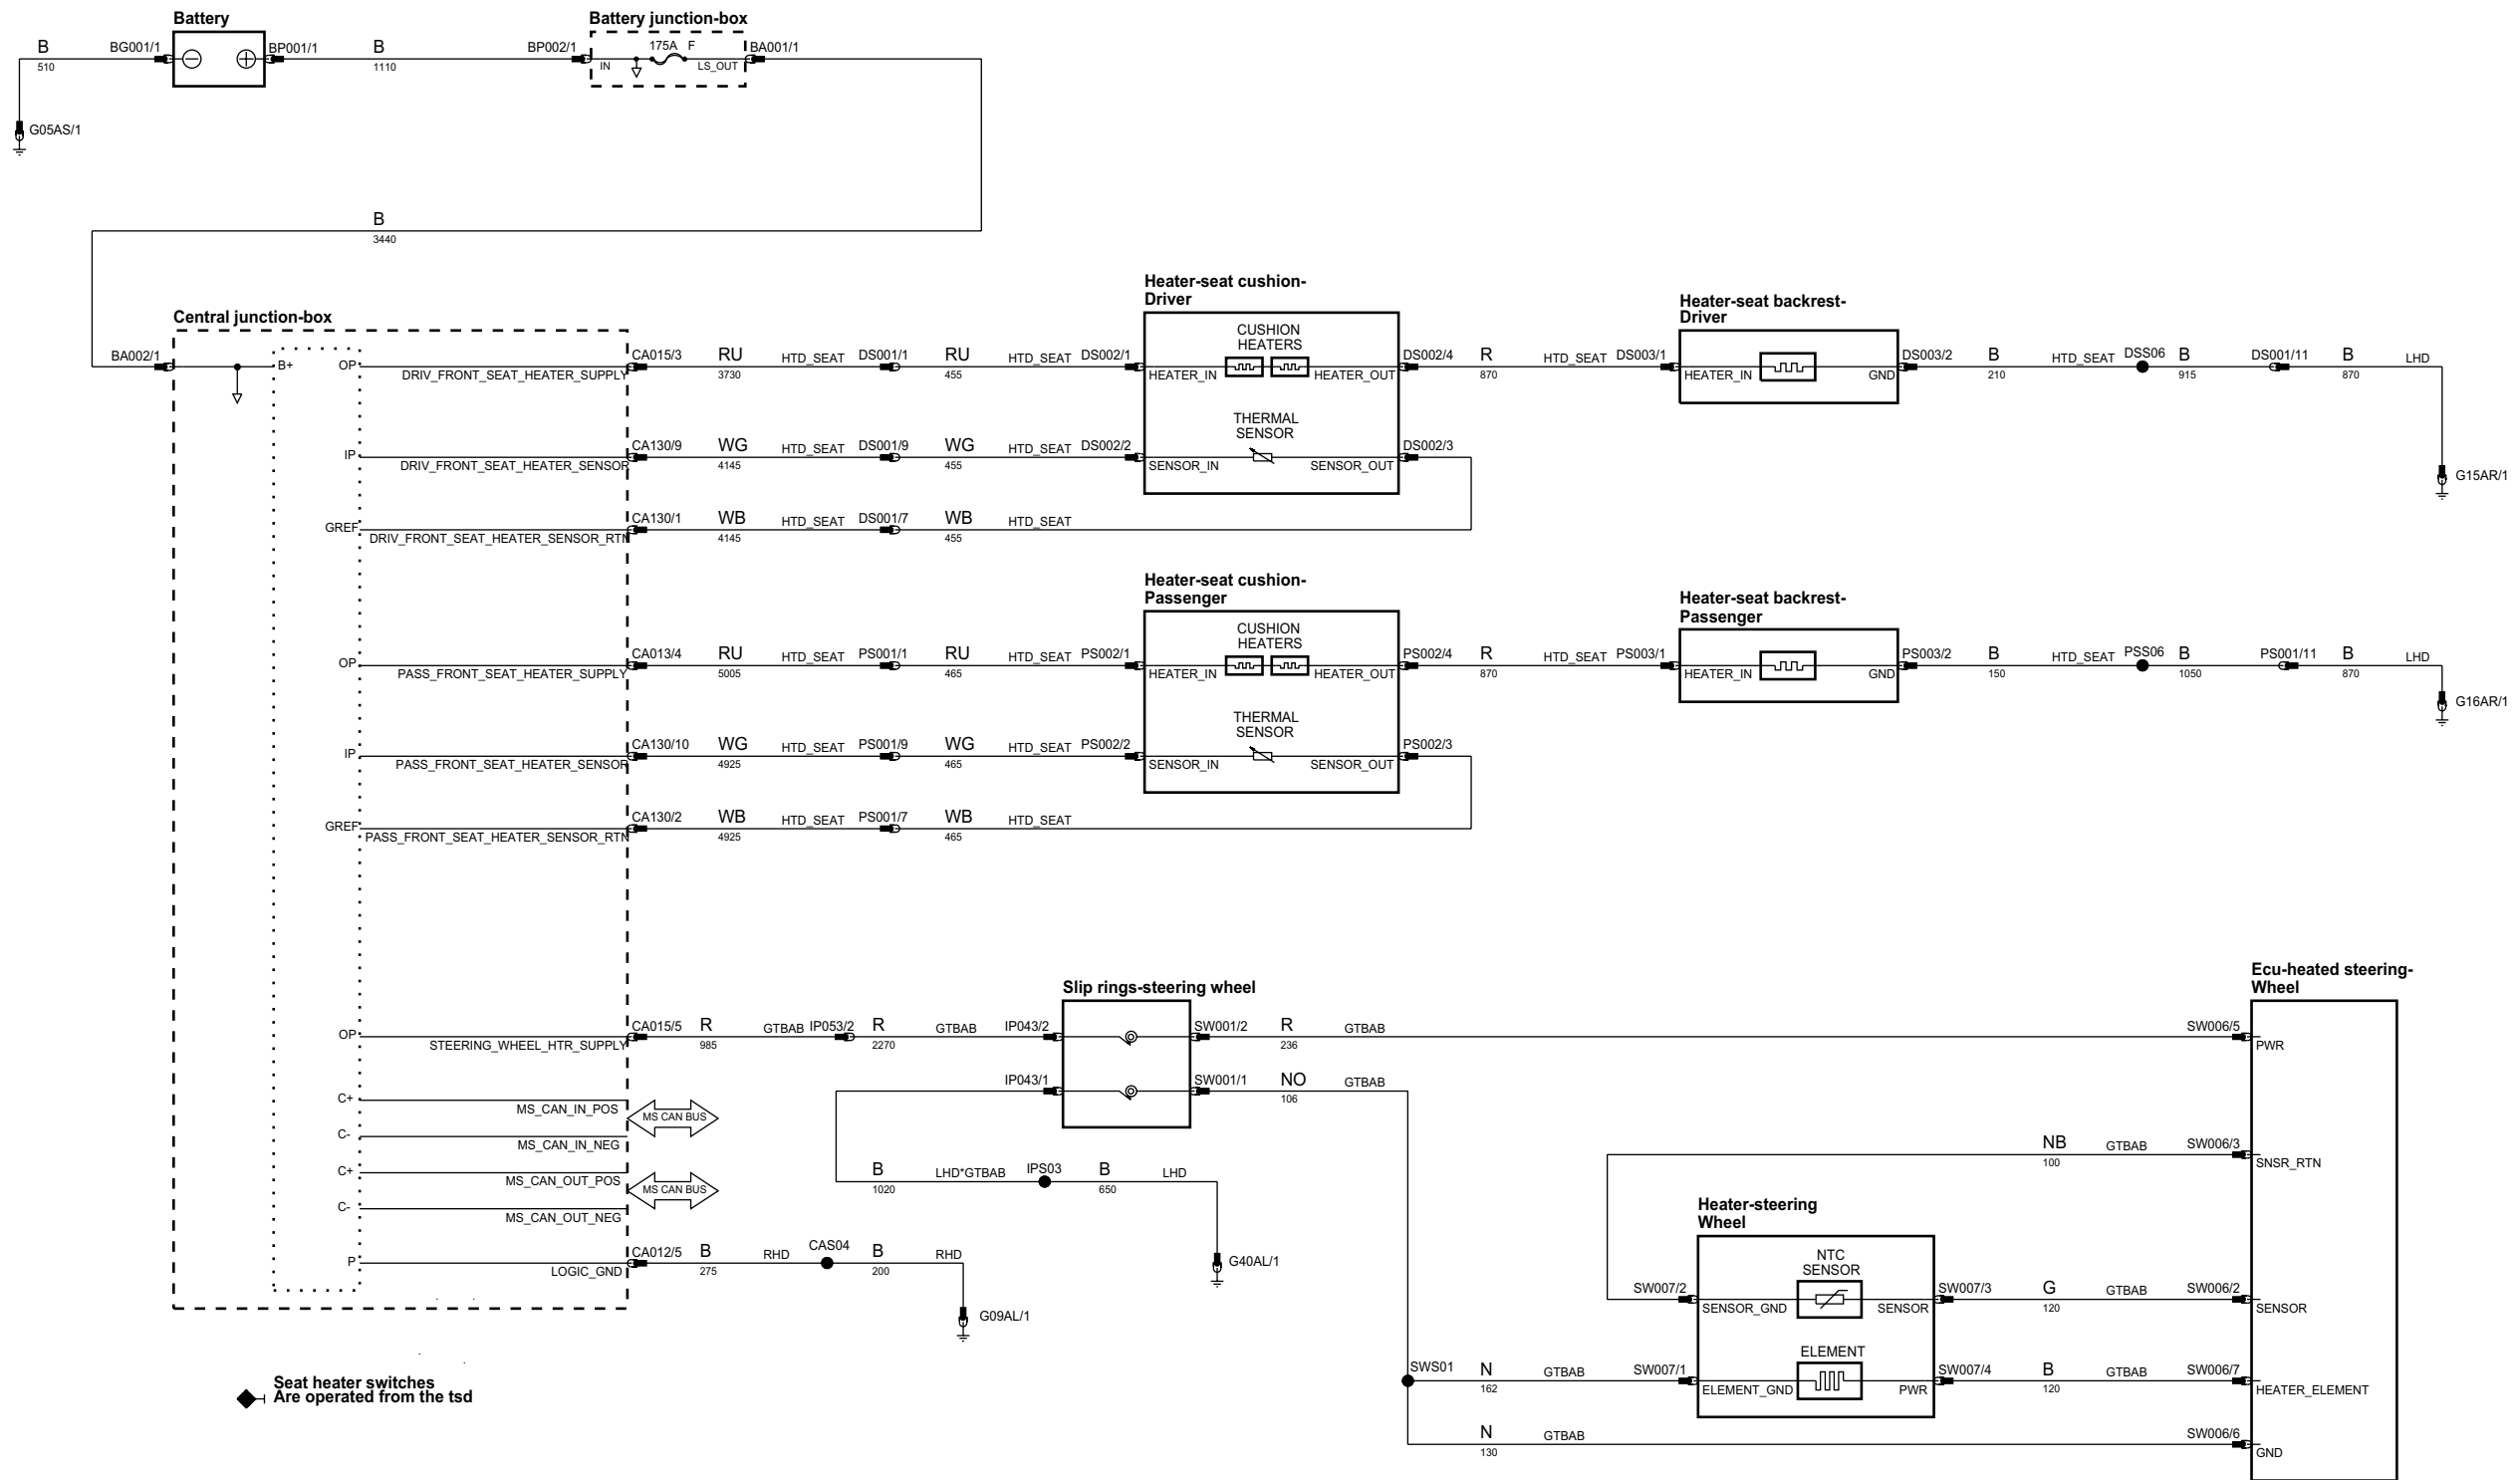 Battery
Battery junction-box
B
510
BG001/1
BP001/1
B
1110
BP002/1
175A F
IN
LS_OUT
BA001/1
G05AS/1
B
3440
Central junction-box
BA002/1
B+
OP
DRIV_FRONT_SEAT_HEATER_SUPPLY
CA015/3
RU
3730
HTD_SEAT
DS001/1
RU
455
HTD_SEAT
DS002/1
Heater-seat cushion-
Driver
CUSHION
HEATERS
HEATER_IN
HEATER_OUT
DS002/4
R
870
HTD_SEAT
DS003/1
Heater-seat backrest-
Driver
HEATER_IN
GND
DS003/2
B
210
HTD_SEAT
DSS06
B
915
DS001/11
B
870
LHD
G15AR/1
IP
DRIV_FRONT_SEAT_HEATER_SENSOR
CA130/9
WG
4145
HTD_SEAT
DS001/9
WG
455
HTD_SEAT
DS002/2
THERMAL
SENSOR
SENSOR_IN
SENSOR_OUT
DS002/3
GREF
DRIV_FRONT_SEAT_HEATER_SENSOR_RTN
CA130/1
WB
4145
HTD_SEAT
DS001/7
WB
455
HTD_SEAT
OP
PASS_FRONT_SEAT_HEATER_SUPPLY
CA013/4
RU
5005
HTD_SEAT
PS001/1
RU
465
HTD_SEAT
PS002/1
Heater-seat cushion-
Passenger
CUSHION
HEATERS
HEATER_IN
HEATER_OUT
PS002/4
R
870
HTD_SEAT
PS003/1
Heater-seat backrest-
Passenger
HEATER_IN
GND
PS003/2
B
150
HTD_SEAT
PSS06
B
1050
PS001/11
B
870
LHD
G16AR/1
IP
PASS_FRONT_SEAT_HEATER_SENSOR
CA130/10
WG
4925
HTD_SEAT
PS001/9
WG
465
HTD_SEAT
PS002/2
THERMAL
SENSOR
SENSOR_IN
SENSOR_OUT
PS002/3
GREF
PASS_FRONT_SEAT_HEATER_SENSOR_RTN
CA130/2
WB
4925
HTD_SEAT
PS001/7
WB
465
HTD_SEAT
OP
STEERING_WHEEL_HTR_SUPPLY
CA015/5
R
985
GTBAB
IP053/2
R
2270
GTBAB
IP043/2
Slip rings-steering wheel
SW001/2
R
236
GTBAB
SW006/5
Ecu-heated steering-
Wheel
PWR
IP043/1
SW001/1
NO
106
GTBAB
C+
MS_CAN_IN_POS
C-
MS_CAN_IN_NEG
MS CAN BUS
C+
MS_CAN_OUT_POS
C-
MS_CAN_OUT_NEG
MS CAN BUS
B
1020
LHD*GTBAB
IPS03
B
650
LHD
G40AL/1
P
LOGIC_GND
CA012/5
B
275
RHD
CAS04
B
200
RHD
G09AL/1
NB
100
GTBAB
SW006/3
SNSR_RTN
Heater-steering
Wheel
NTC
SENSOR
SW007/2
SENSOR_GND
SENSOR
SW007/3
G
120
GTBAB
SW006/2
SENSOR
SWS01
N
162
GTBAB
SW007/1
ELEMENT
ELEMENT_GND
PWR
SW007/4
B
120
GTBAB
SW006/7
HEATER_ELEMENT
N
130
GTBAB
SW006/6
GND
Seat heater switches
Are operated from the tsd